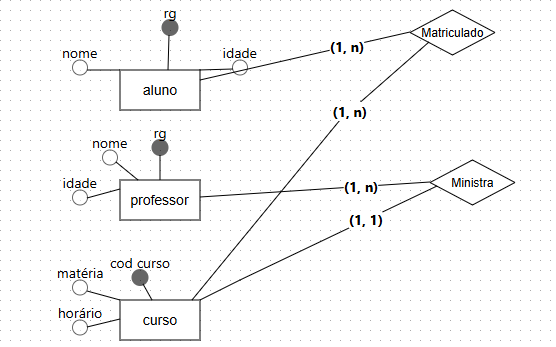 rg
nome
idade
aluno
(1, n)
Matriculado
(1, n)
rg
nome
idade
professor
(1, n)
Ministra
(1, 1)
cod curso
matéria
horário
curso